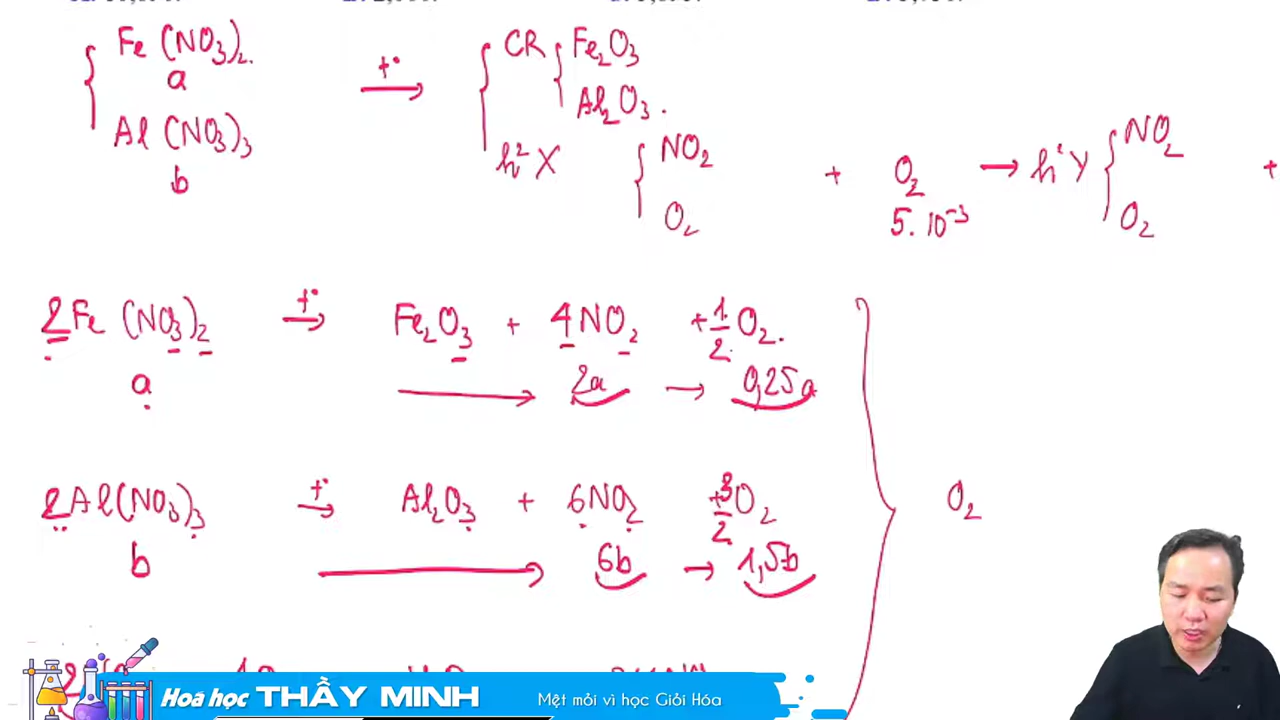 Fe (NO3)2.
a
Al (NO3)3
b
t°
CR
Fe2O3
Al2O3.
h² X
NO2
O2
+ O2
5.10⁻³
→ h² Y
NO2
O2
+
2Fe (NO3)2 t° → Fe2O3 + 4NO2 + 1/2 O2.
a → 2a → 0,25a
2Al(NO3)3 t° → Al2O3 + 6NO2 + 3/2 O2
b → 6b → 1,5b
O2
Hoá học THẦY MINH
Mệt mỏi vì học Giỏi Hóa